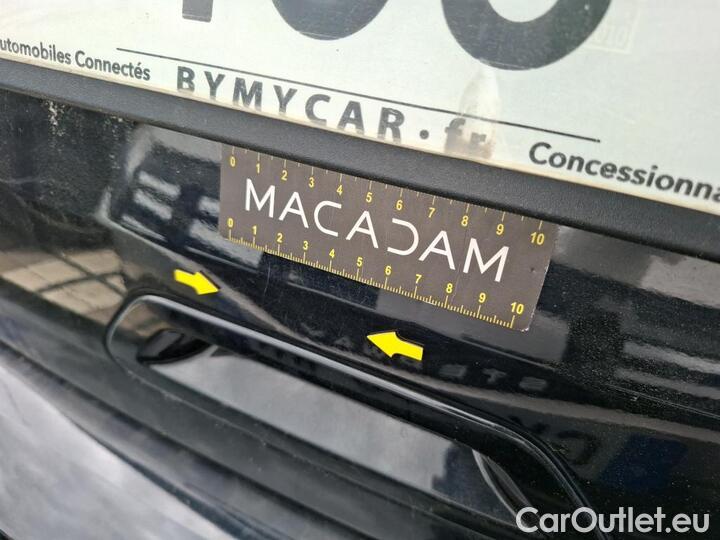 utomobiles Connectés
BYMYCAR.fr
Concessionna
0 1 2 3 4 5 6 7 8 9 10
MACADAM
0 1 2 3 4 5 6 7 8 9 10
CarOutlet.eu